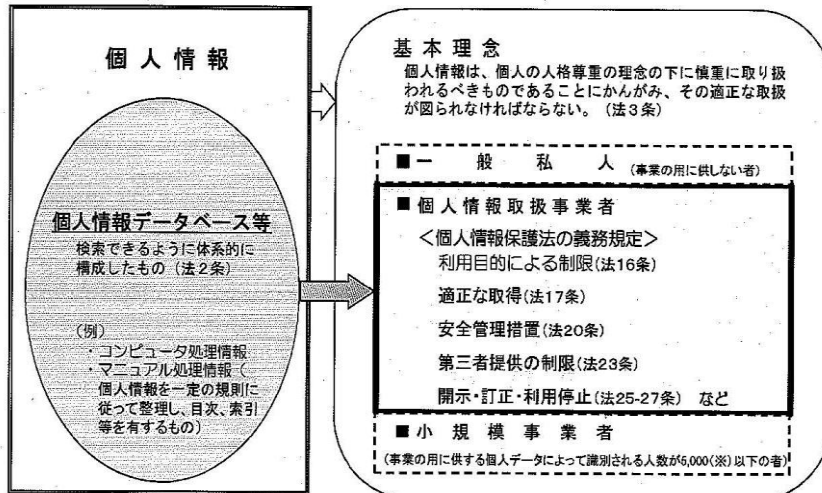 個人情報
個人情報データベース等
検索できるように体系的に
構成したもの（法2条）
（例）
・コンピュータ処理情報
・マニュアル処理情報（
個人情報を一定の規則に
従って整理し、目次、索引
等を有するもの）
基本理念
個人情報は、個人の人格尊重の理念の下に慎重に取り扱
われるべきものであることにかんがみ、その適正な取扱
が図られなければならない。（法3条）
■一般私人（事業の用に供しない者）
■個人情報取扱事業者
＜個人情報保護法の義務規定＞
利用目的による制限(法16条)
適正な取得(法17条)
安全管理措置(法20条)
第三者提供の制限(法23条)
開示・訂正・利用停止(法25-27条) など
■小規模事業者
(事業の用に供する個人データによって識別される人数が5,000(※)以下の者)